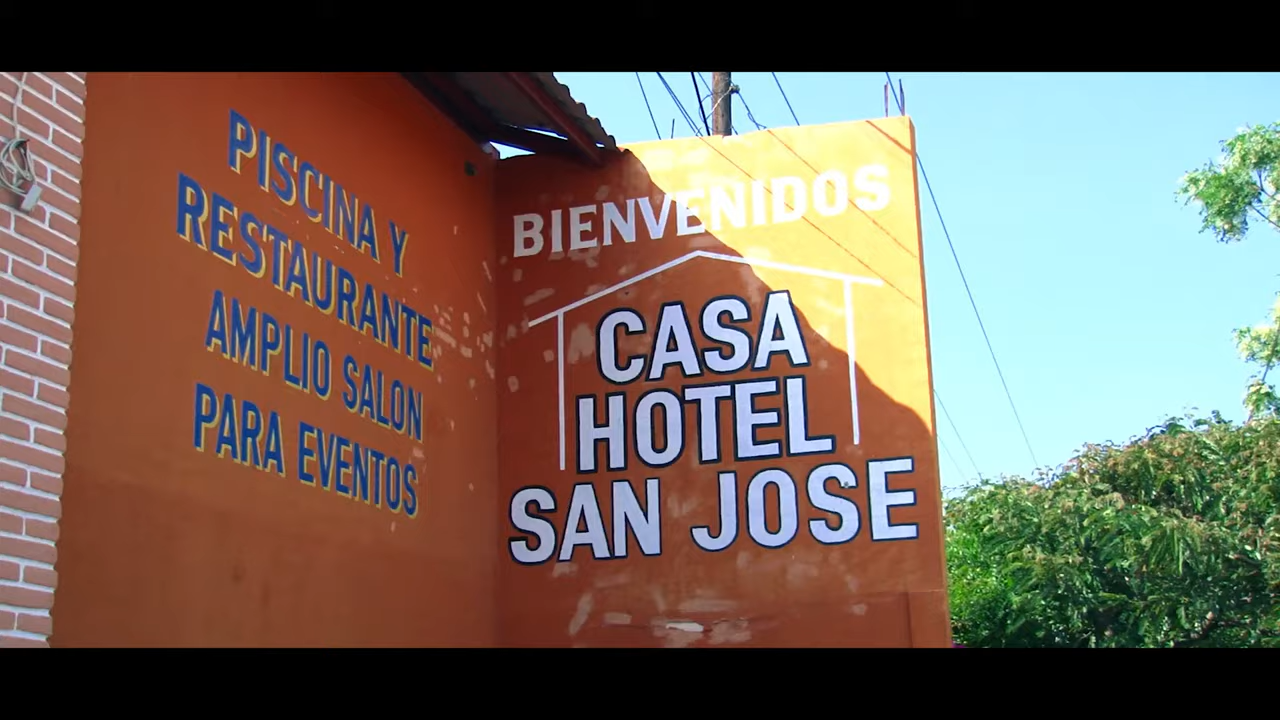 PISCINA Y
RESTAURANTE
AMPLIO SALON
PARA EVENTOS
BIENVENIDOS
CASA
HOTEL
SAN JOSE